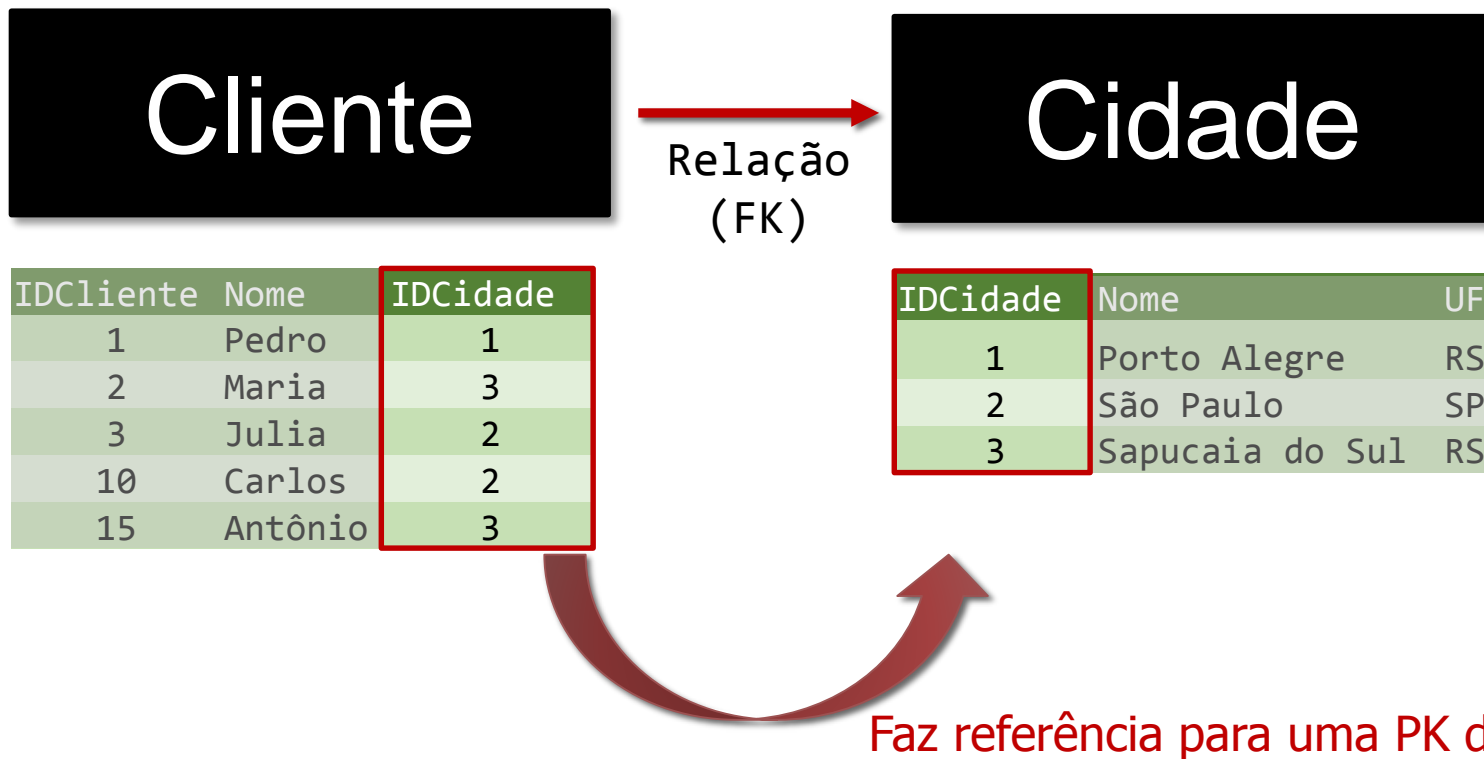 Cliente
Relação
(FK)
Cidade
IDCliente Nome IDCidade
1 Pedro 1
2 Maria 3
3 Julia 2
10 Carlos 2
15 Antônio 3
IDCidade Nome UF
1 Porto Alegre RS
2 São Paulo SP
3 Sapucaia do Sul RS
Faz referência para uma PK d